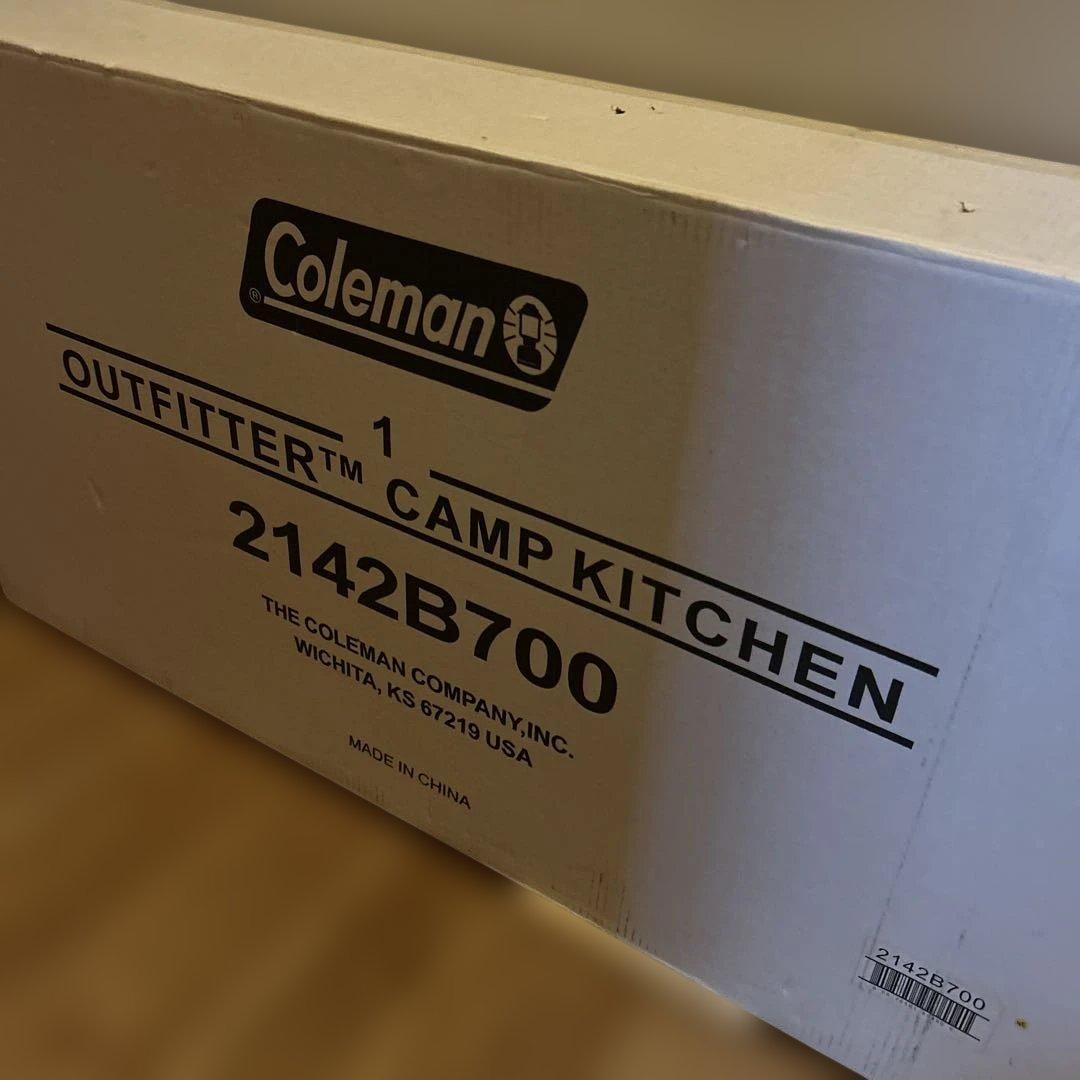 Coleman
®
1
OUTFITTER™ CAMP KITCHEN
2142B700
THE COLEMAN COMPANY,INC.
WICHITA, KS 67219 USA
MADE IN CHINA
2142B700